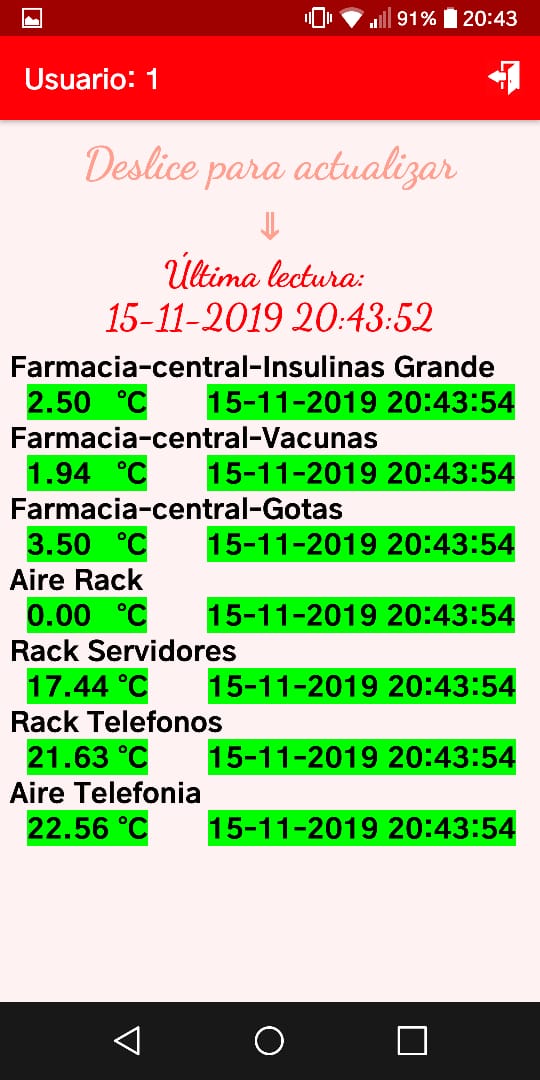 91% 20:43
Usuario: 1
Deslice para actualizar
⇓
Última lectura:
15-11-2019 20:43:52
Farmacia-central-Insulinas Grande
2.50 °C 15-11-2019 20:43:54
Farmacia-central-Vacunas
1.94 °C 15-11-2019 20:43:54
Farmacia-central-Gotas
3.50 °C 15-11-2019 20:43:54
Aire Rack
0.00 °C 15-11-2019 20:43:54
Rack Servidores
17.44 °C 15-11-2019 20:43:54
Rack Telefonos
21.63 °C 15-11-2019 20:43:54
Aire Telefonia
22.56 °C 15-11-2019 20:43:54